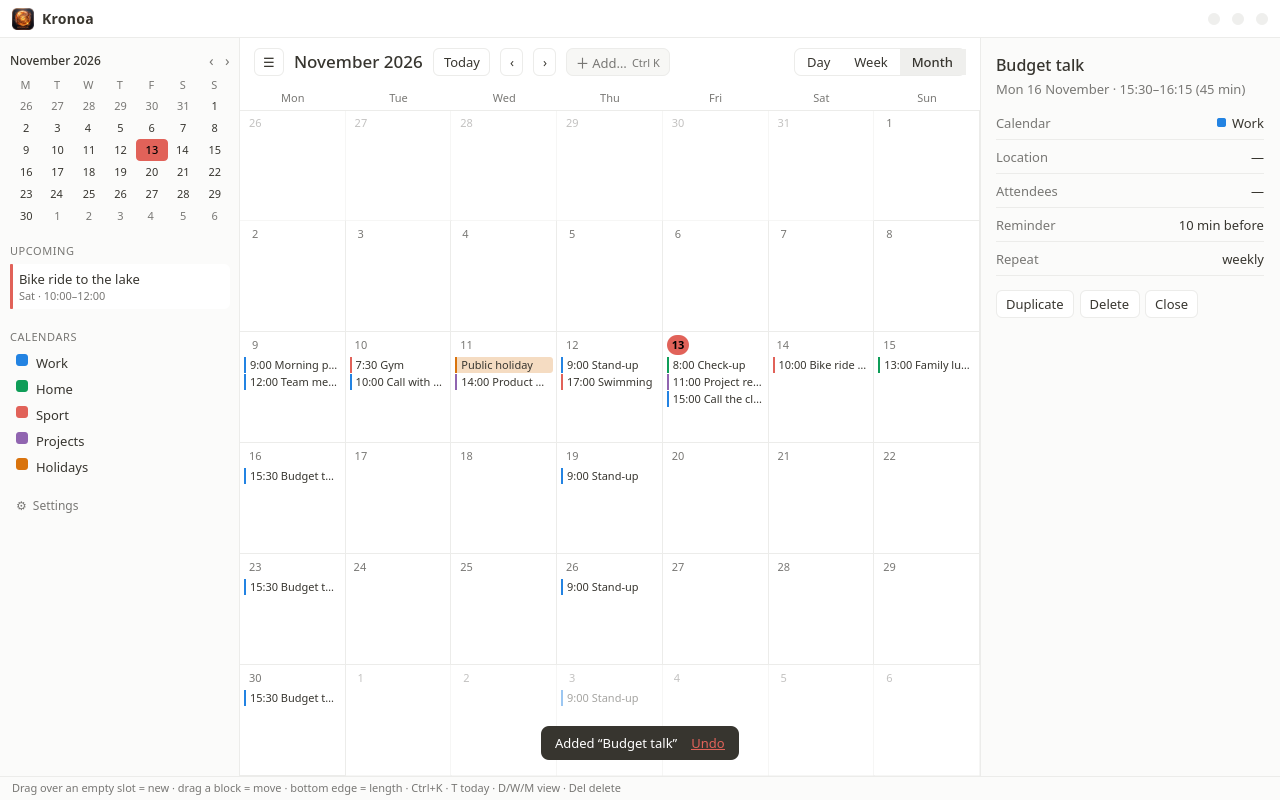 Kronoa
November 2026 ‹ ›
M T W T F S S
26 27 28 29 30 31 1
2 3 4 5 6 7 8
9 10 11 12 13 14 15
16 17 18 19 20 21 22
23 24 25 26 27 28 29
30 1 2 3 4 5 6
UPCOMING
Bike ride to the lake
Sat · 10:00–12:00
CALENDARS
Work
Home
Sport
Projects
Holidays
⚙ Settings
☰ November 2026 Today ‹ › + Add... Ctrl K Day Week Month
Mon Tue Wed Thu Fri Sat Sun
26 27 28 29 30 31 1
2 3 4 5 6 7 8
9 10 11 12 13 14 15
9:00 Morning p... 7:30 Gym Public holiday 9:00 Stand-up 8:00 Check-up 10:00 Bike ride ... 13:00 Family lu...
12:00 Team me... 10:00 Call with ... 14:00 Product ... 17:00 Swimming 11:00 Project re...
15:00 Call the cl...
16 17 18 19 20 21 22
15:30 Budget t... 9:00 Stand-up
23 24 25 26 27 28 29
15:30 Budget t... 9:00 Stand-up
30 1 2 3 4 5 6
15:30 Budget t... 9:00 Stand-up
Added “Budget talk” Undo
Budget talk
Mon 16 November · 15:30–16:15 (45 min)
Calendar Work
Location —
Attendees —
Reminder 10 min before
Repeat weekly
Duplicate Delete Close
Drag over an empty slot = new · drag a block = move · bottom edge = length · Ctrl+K · T today · D/W/M view · Del delete